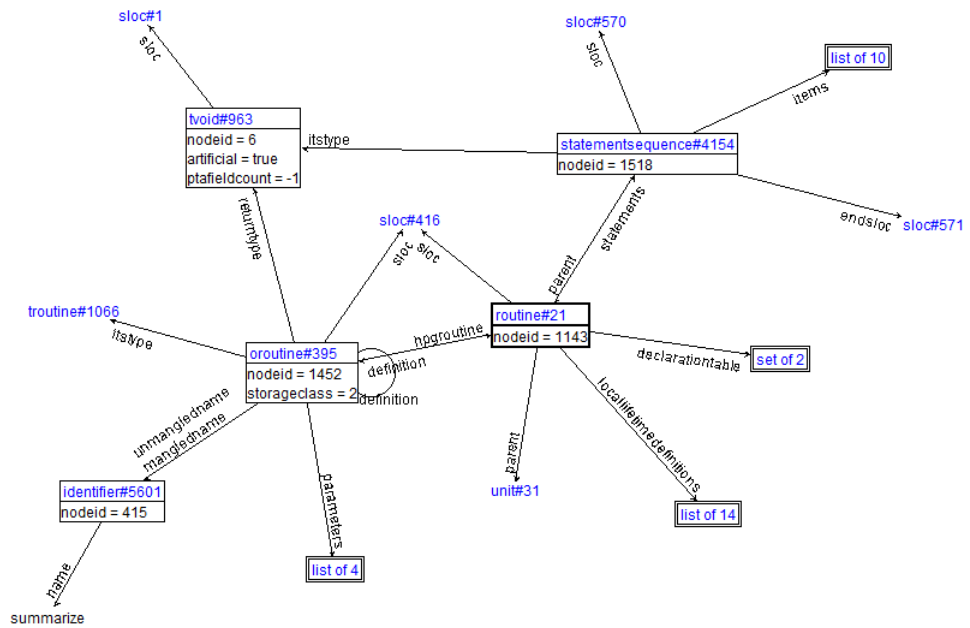 sloc#1
sloc#570
sloc
sloc
list of 10
items
tvoid#963
nodeid = 6
artificial = true
ptafieldcount = -1
itstype
statementsequence#4154
nodeid = 1518
returntype
sloc#416
statements
endsloc
sloc#571
sloc
sloc
parent
troutine#1066
itstype
routine#21
nodeid = 1143
hpgroutine
oroutine#395
nodeid = 1452
storageclass = 2
definition
definition
declarationtable
set of 2
unmangledname
mangledname
locallifetimedefinitions
parent
identifier#5601
nodeid = 415
unit#31
parameters
list of 14
name
list of 4
summarize